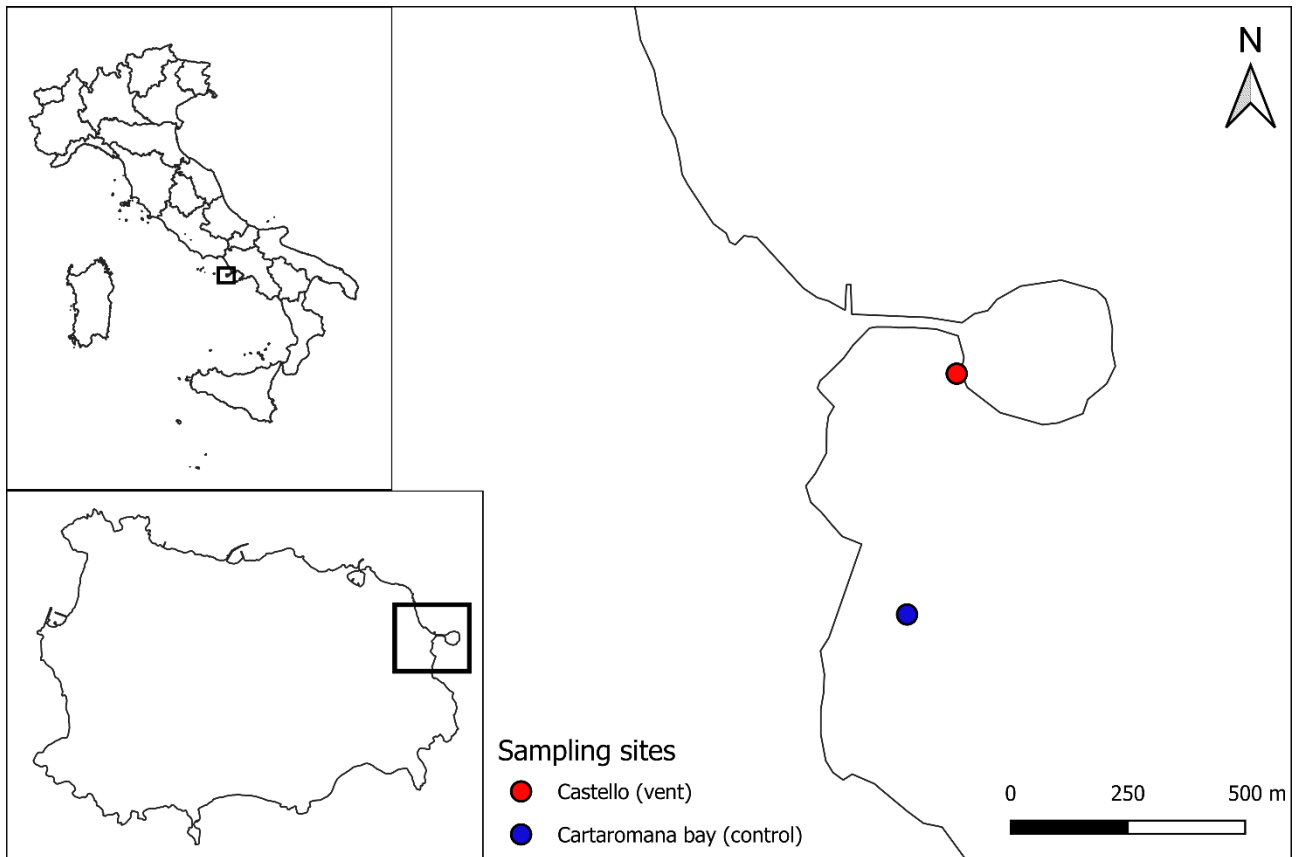 N
Sampling sites
Castello (vent)
Cartaromana bay (control)
0 250 500 m